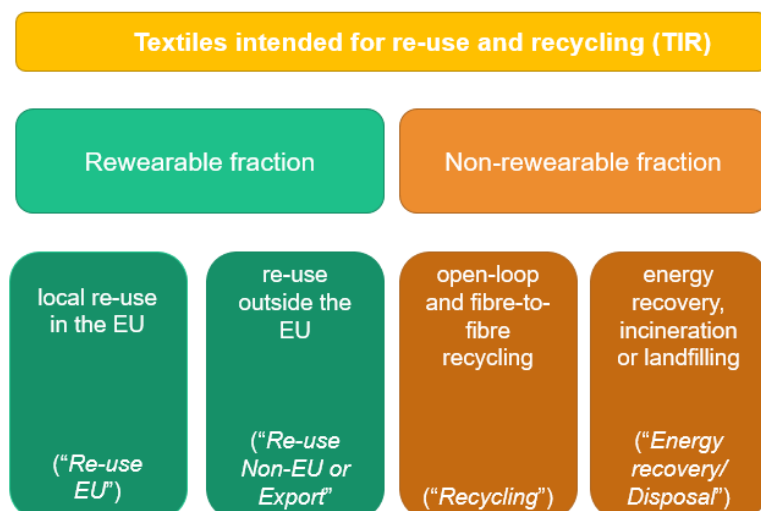 Textiles intended for re-use and recycling (TIR)
Rewearable fraction
Non-rewearable fraction
local re-use
in the EU
(“Re-use
EU”)
re-use
outside the
EU
(“Re-use
Non-EU or
Export”
open-loop
and fibre-to-
fibre
recycling
(“Recycling”)
energy
recovery,
incineration
or landfilling
(“Energy
recovery/
Disposal”)